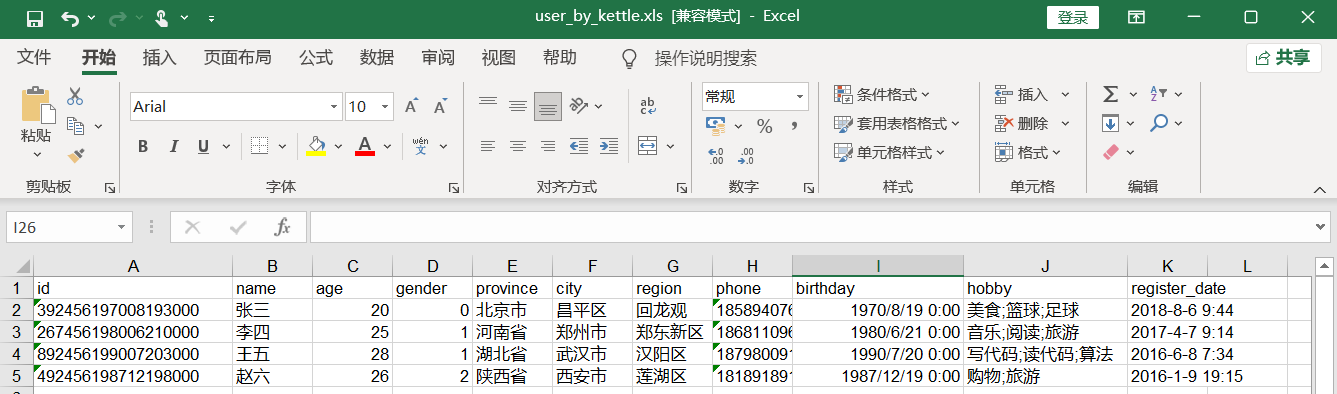 user_by_kettle.xls [兼容模式] - Excel 登录
文件 开始 插入 页面布局 公式 数据 审阅 视图 帮助 操作说明搜索 共享
粘贴 Arial 10 常规 条件格式 插入
套用表格格式 删除
单元格样式 格式
剪贴板 字体 对齐方式 数字 样式 单元格 编辑
I26 fx
A B C D E F G H I J K L
1 id name age gender province city region phone birthday hobby register_date
2 392456197008193000 张三 20 0 北京市 昌平区 回龙观 185894076 1970/8/19 0:00 美食;篮球;足球 2018-8-6 9:44
3 267456198006210000 李四 25 1 河南省 郑州市 郑东新区 186811096 1980/6/21 0:00 音乐;阅读;旅游 2017-4-7 9:14
4 892456199007203000 王五 28 1 湖北省 武汉市 汉阳区 187980091 1990/7/20 0:00 写代码;读代码;算法 2016-6-8 7:34
5 492456198712198000 赵六 26 2 陕西省 西安市 莲湖区 181891891 1987/12/19 0:00 购物;旅游 2016-1-9 19:15